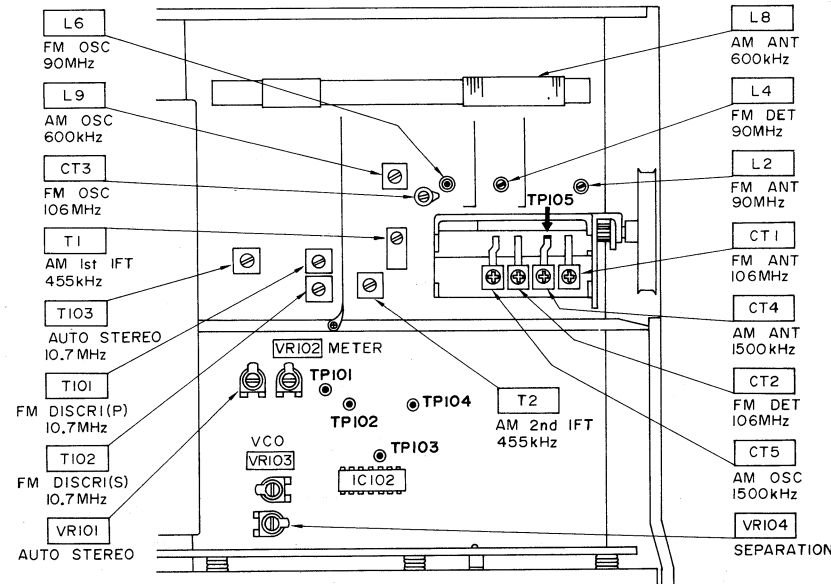 L6
FM OSC
90MHz
L9
AM OSC
600kHz
CT3
FM OSC
106MHz
T1
AM 1st IFT
455kHz
T103
AUTO STEREO
10.7MHz
T101
FM DISCRI(P)
10.7MHz
T102
FM DISCRI(S)
10.7MHz
VR101
AUTO STEREO
TP105
VR102 METER
TP101
TP102
TP104
TP103
VCO
VR103
IC102
T2
AM 2nd IFT
455kHz
L8
AM ANT
600kHz
L4
FM DET
90MHz
L2
FM ANT
90MHz
CT1
FM ANT
106MHz
CT4
AM ANT
1500kHz
CT2
FM DET
106MHz
CT5
AM OSC
1500kHz
VR104
SEPARATION